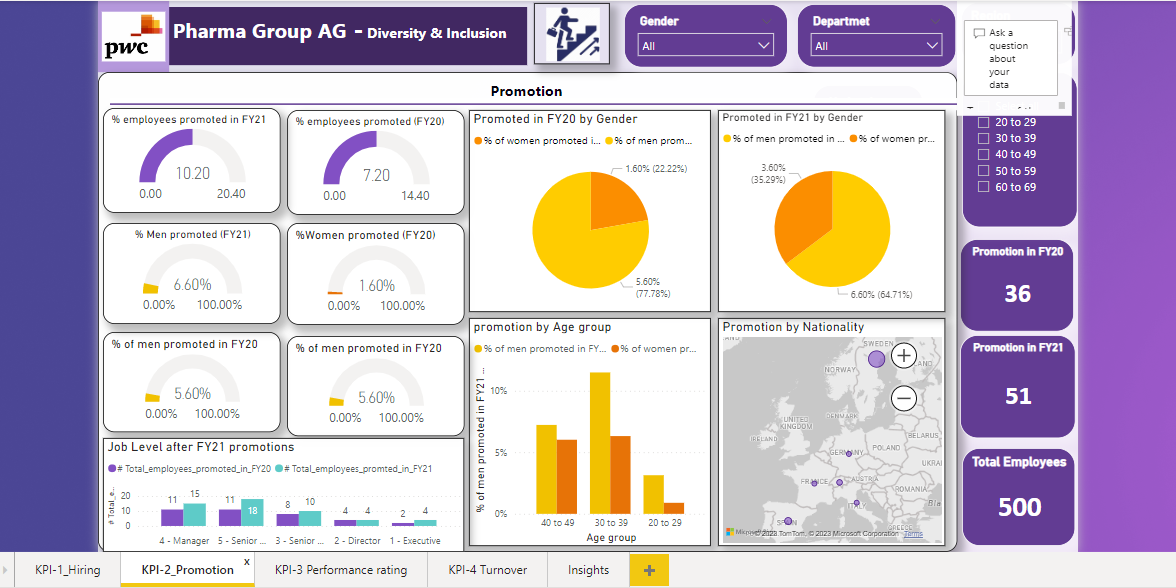 pwc
Pharma Group AG - Diversity & Inclusion
Gender
All
Departmet
All
Ask a
question
about
your
data
20 to 29
30 to 39
40 to 49
50 to 59
60 to 69
Promotion
% employees promoted in FY21
10.20
0.00
20.40
% employees promoted (FY20)
7.20
0.00
14.40
Promoted in FY20 by Gender
% of women promoted i... % of men prom...
1.60% (22.22%)
5.60%
(77.78%)
Promoted in FY21 by Gender
% of men promoted in ... % of women pr...
3.60%
(35.29%)
6.60% (64.71%)
% Men promoted (FY21)
6.60%
0.00%
100.00%
%Women promoted (FY20)
1.60%
0.00%
100.00%
% of men promoted in FY20
5.60%
0.00%
100.00%
% of men promoted in FY20
5.60%
0.00%
100.00%
promotion by Age group
% of men promoted in FY... % of women pr...
% of men promoted in FY21 ...
10%
5%
0%
40 to 49
30 to 39
20 to 29
Age group
Promotion by Nationality
SWEDEN
NORWAY
UNITED
KINGDOM
DENMARK
IRELAND
BELARUS
POLAND
GERMANY
UKRAI
FRANCE
AUSTRIA
ROMANIA
ITALY
Bla
SPAIN
GREECE
© 2023 TomTom, © 2023 Microsoft Corporation Terms
Job Level after FY21 promotions
# Total_employees_promoted_in_FY20 # Total_employees_promted_in_FY21
# Total_e...
20
10
0
11
15
11
18
8
10
4
4
2
4
4 - Manager
5 - Senior ...
3 - Senior ...
2 - Director
1 - Executive
Promotion in FY20
36
Promotion in FY21
51
Total Employees
500
KPI-1_Hiring
KPI-2_Promotion
x
KPI-3 Performance rating
KPI-4 Turnover
Insights
+